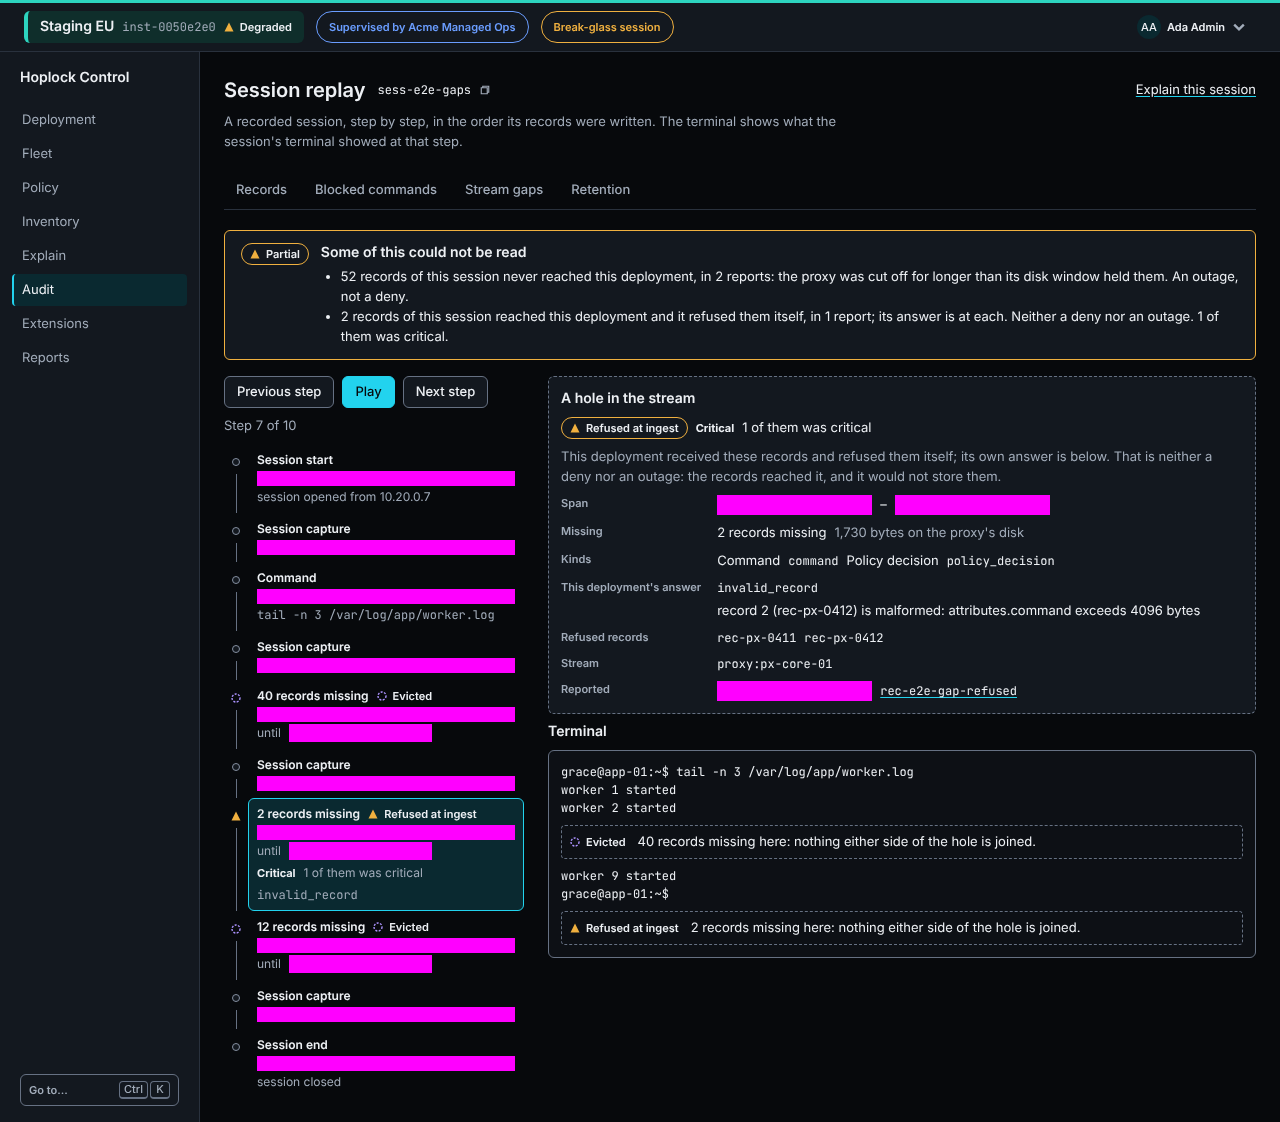 Staging EU inst-0050e2e0 Degraded
Supervised by Acme Managed Ops
Break-glass session
AA Ada Admin
Hoplock Control
Deployment
Fleet
Policy
Inventory
Explain
Audit
Extensions
Reports
Go to...
Ctrl K
Session replay sess-e2e-gaps
Explain this session
A recorded session, step by step, in the order its records were written. The terminal shows what the
session's terminal showed at that step.
Records
Blocked commands
Stream gaps
Retention
Partial
Some of this could not be read
• 52 records of this session never reached this deployment, in 2 reports: the proxy was cut off for longer than its disk window held them. An outage,
not a deny.
• 2 records of this session reached this deployment and it refused them itself, in 1 report; its answer is at each. Neither a deny nor an outage. 1 of
them was critical.
Previous step
Play
Next step
Step 7 of 10
Session start
session opened from 10.20.0.7
Session capture
Command
tail -n 3 /var/log/app/worker.log
Session capture
40 records missing Evicted
until
Session capture
2 records missing Refused at ingest
until
Critical 1 of them was critical
invalid_record
12 records missing Evicted
until
Session capture
Session end
session closed
A hole in the stream
Refused at ingest Critical 1 of them was critical
This deployment received these records and refused them itself; its own answer is below. That is neither a
deny nor an outage: the records reached it, and it would not store them.
Span –
Missing 2 records missing 1,730 bytes on the proxy's disk
Kinds Command command Policy decision policy_decision
This deployment's answer invalid_record
record 2 (rec-px-0412) is malformed: attributes.command exceeds 4096 bytes
Refused records rec-px-0411 rec-px-0412
Stream proxy:px-core-01
Reported rec-e2e-gap-refused
Terminal
grace@app-01:~$ tail -n 3 /var/log/app/worker.log
worker 1 started
worker 2 started
Evicted 40 records missing here: nothing either side of the hole is joined.
worker 9 started
grace@app-01:~$
Refused at ingest 2 records missing here: nothing either side of the hole is joined.